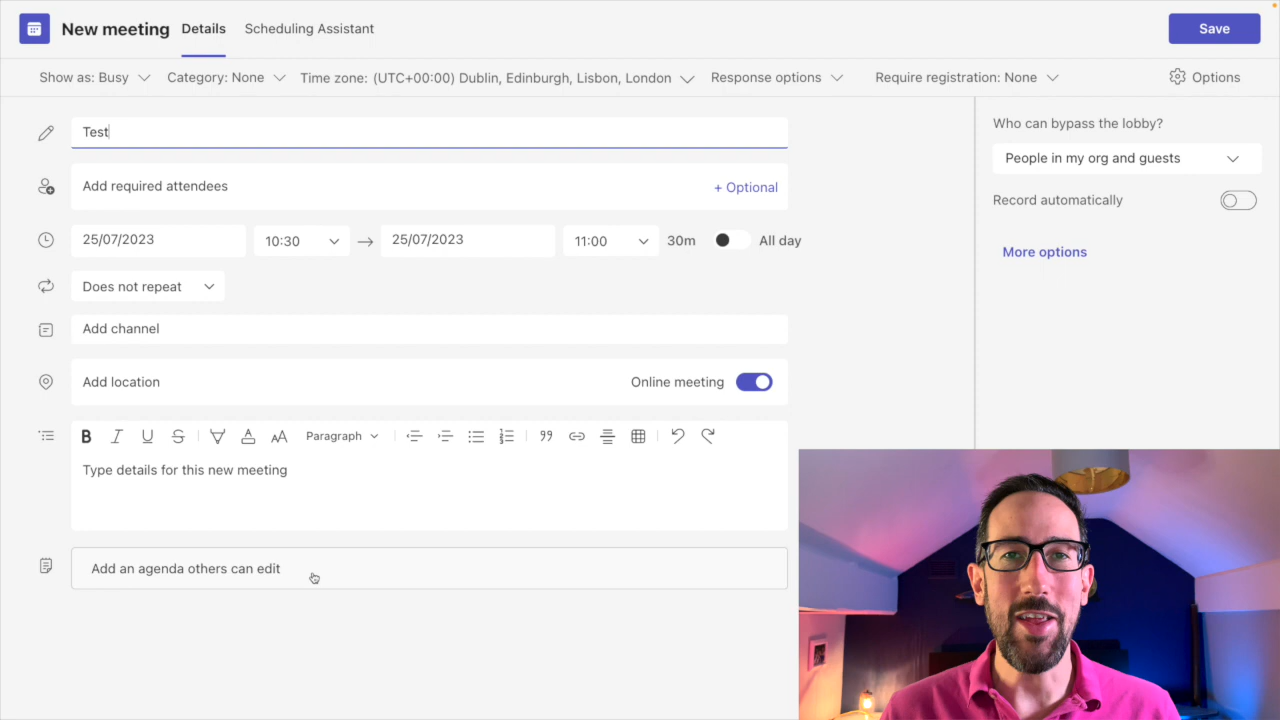 New meeting Details Scheduling Assistant Save
Show as: Busy Category: None Time zone: (UTC+00:00) Dublin, Edinburgh, Lisbon, London Response options Require registration: None Options
Test
Add required attendees + Optional
25/07/2023 10:30 → 25/07/2023 11:00 30m All day
Does not repeat
Add channel
Add location Online meeting
B I U S A AA Paragraph
Type details for this new meeting
Add an agenda others can edit
Who can bypass the lobby?
People in my org and guests
Record automatically
More options